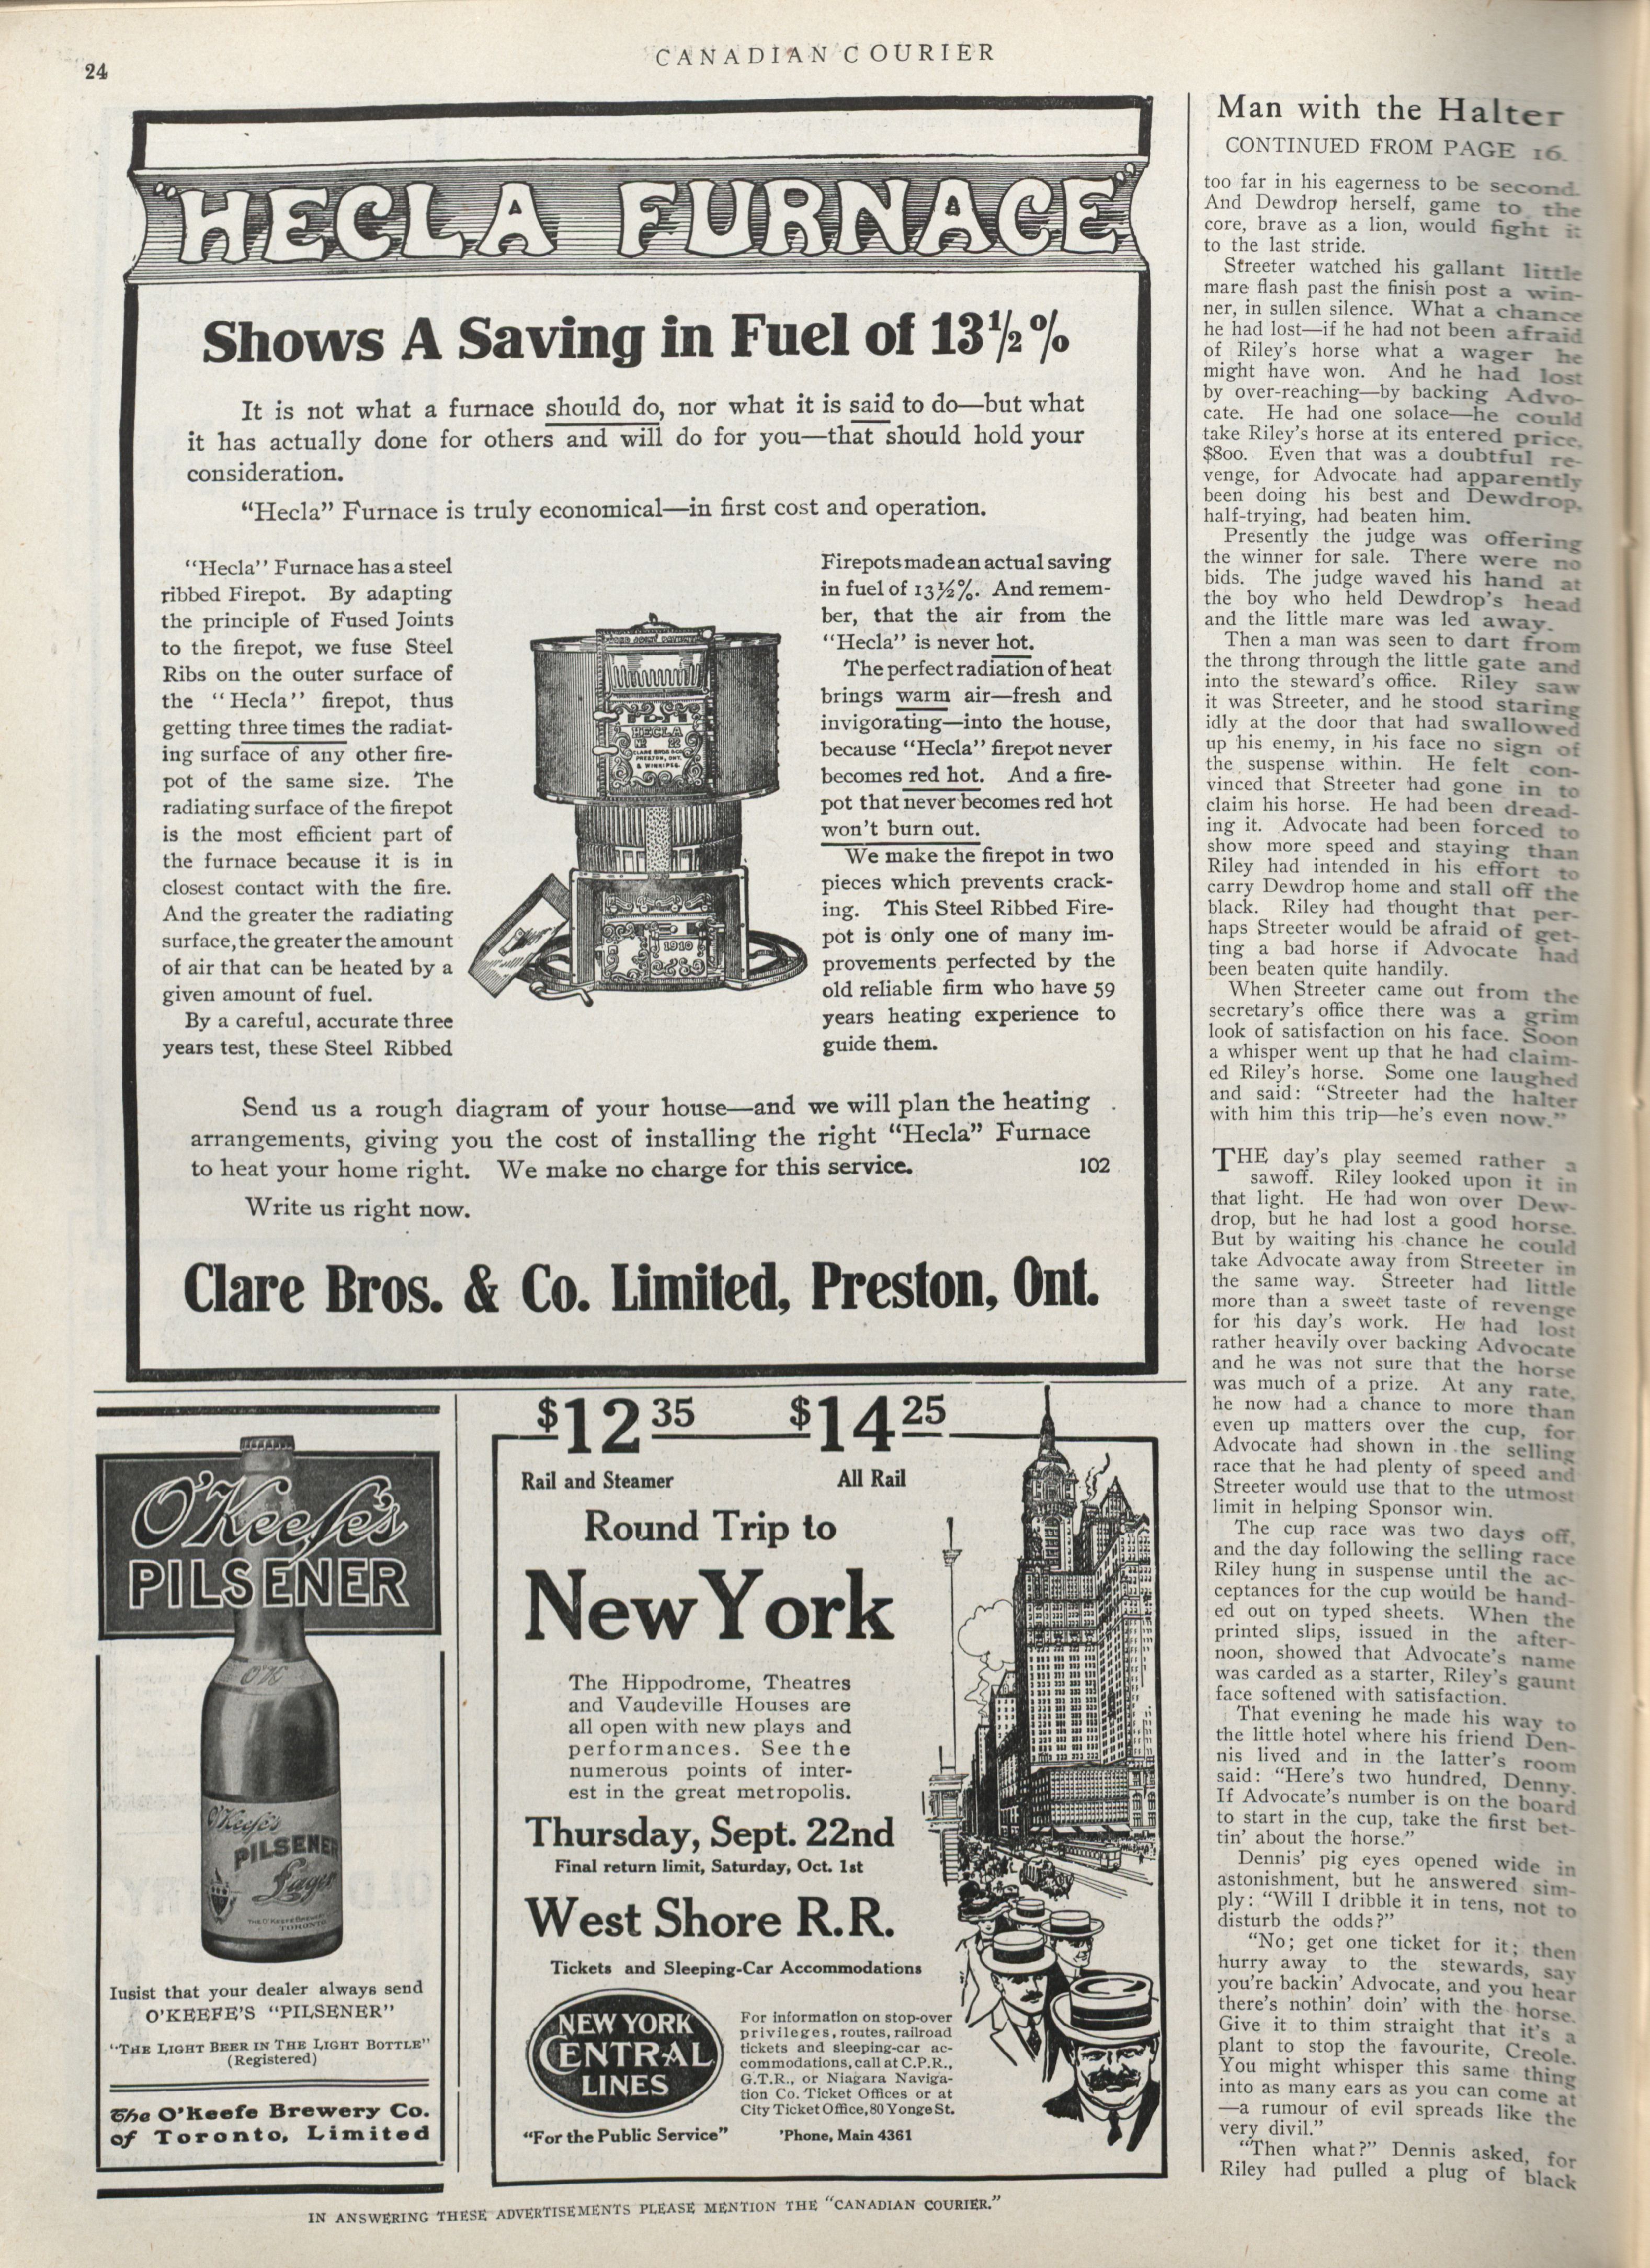 24
CANADIAN COURIER
"HECLA FURNACE"
Shows A Saving in Fuel of 13½%
It is not what a furnace should do, nor what it is said to do—but what
it has actually done for others and will do for you—that should hold your
consideration.
"Hecla" Furnace is truly economical—in first cost and operation.
"Hecla" Furnace has a steel
ribbed Firepot. By adapting
the principle of Fused Joints
to the firepot, we fuse Steel
Ribs on the outer surface of
the "Hecla" firepot, thus
getting three times the radiat-
ing surface of any other fire-
pot of the same size. The
radiating surface of the firepot
is the most efficient part of
the furnace because it is in
closest contact with the fire.
And the greater the radiating
surface, the greater the amount
of air that can be heated by a
given amount of fuel.
By a careful, accurate three
years test, these Steel Ribbed
HECLA
CLARE BROS & CO
PRESTON, ONT.
& WINNIPEG.
1910
Firepots made an actual saving
in fuel of 13½%. And remem-
ber, that the air from the
"Hecla" is never hot.
The perfect radiation of heat
brings warm air—fresh and
invigorating—into the house,
because "Hecla" firepot never
becomes red hot. And a fire-
pot that never becomes red hot
won't burn out.
We make the firepot in two
pieces which prevents crack-
ing. This Steel Ribbed Fire-
pot is only one of many im-
provements perfected by the
old reliable firm who have 59
years heating experience to
guide them.
Send us a rough diagram of your house—and we will plan the heating
arrangements, giving you the cost of installing the right "Hecla" Furnace
to heat your home right. We make no charge for this service. 102
Write us right now.
Clare Bros. & Co. Limited, Preston, Ont.
O'Keefe's
PILSENER
O'K
O'Keefe's
PILSENER
Lager
THE O'KEEFE BREWERY
TORONTO
Iusist that your dealer always send
O'KEEFE'S "PILSENER"
"THE LIGHT BEER IN THE LIGHT BOTTLE"
(Registered)
The O'Keefe Brewery Co.
of Toronto, Limited
$12 35 $14 25
Rail and Steamer All Rail
Round Trip to
New York
The Hippodrome, Theatres
and Vaudeville Houses are
all open with new plays and
performances. See the
numerous points of inter-
est in the great metropolis.
Thursday, Sept. 22nd
Final return limit, Saturday, Oct. 1st
West Shore R.R.
Tickets and Sleeping-Car Accommodations
NEW YORK
CENTRAL
LINES
"For the Public Service"
For information on stop-over
privileges, routes, railroad
tickets and sleeping-car ac-
commodations, call at C.P.R.,
G.T.R., or Niagara Naviga-
tion Co. Ticket Offices or at
City Ticket Office, 80 Yonge St.
'Phone, Main 4361
Man with the Halter
CONTINUED FROM PAGE 16.
too far in his eagerness to be second.
And Dewdrop herself, game to the
core, brave as a lion, would fight it
to the last stride.
Streeter watched his gallant little
mare flash past the finish post a win-
ner, in sullen silence. What a chance
he had lost—if he had not been afraid
of Riley's horse what a wager he
might have won. And he had lost
by over-reaching—by backing Advo-
cate. He had one solace—he could
take Riley's horse at its entered price,
$800. Even that was a doubtful re-
venge, for Advocate had apparently
been doing his best and Dewdrop,
half-trying, had beaten him.
Presently the judge was offering
the winner for sale. There were no
bids. The judge waved his hand at
the boy who held Dewdrop's head
and the little mare was led away.
Then a man was seen to dart from
the throng through the little gate and
into the steward's office. Riley saw
it was Streeter, and he stood staring
idly at the door that had swallowed
up his enemy, in his face no sign of
the suspense within. He felt con-
vinced that Streeter had gone in to
claim his horse. He had been dread-
ing it. Advocate had been forced to
show more speed and staying than
Riley had intended in his effort to
carry Dewdrop home and stall off the
black. Riley had thought that per-
haps Streeter would be afraid of get-
ting a bad horse if Advocate had
been beaten quite handily.
When Streeter came out from the
secretary's office there was a grim
look of satisfaction on his face. Soon
a whisper went up that he had claim-
ed Riley's horse. Some one laughed
and said: "Streeter had the halter
with him this trip—he's even now."
THE day's play seemed rather a
sawoff. Riley looked upon it in
that light. He had won over Dew-
drop, but he had lost a good horse.
But by waiting his chance he could
take Advocate away from Streeter in
the same way. Streeter had little
more than a sweet taste of revenge
for his day's work. He had lost
rather heavily over backing Advocate
and he was not sure that the horse
was much of a prize. At any rate,
he now had a chance to more than
even up matters over the cup, for
Advocate had shown in the selling
race that he had plenty of speed and
Streeter would use that to the utmost
limit in helping Sponsor win.
The cup race was two days off,
and the day following the selling race
Riley hung in suspense until the ac-
ceptances for the cup would be hand-
ed out on typed sheets. When the
printed slips, issued in the after-
noon, showed that Advocate's name
was carded as a starter, Riley's gaunt
face softened with satisfaction.
That evening he made his way to
the little hotel where his friend Den-
nis lived and in the latter's room
said: "Here's two hundred, Denny.
If Advocate's number is on the board
to start in the cup, take the first bet-
tin' about the horse."
Dennis' pig eyes opened wide in
astonishment, but he answered sim-
ply: "Will I dribble it in tens, not to
disturb the odds?"
"No; get one ticket for it; then
hurry away to the stewards, say
you're backin' Advocate, and you hear
there's nothin' doin' with the horse.
Give it to thim straight that it's a
plant to stop the favourite, Creole.
You might whisper this same thing
into as many ears as you can come at
—a rumour of evil spreads like the
very divil."
"Then what?" Dennis asked, for
Riley had pulled a plug of black
IN ANSWERING THESE ADVERTISEMENTS PLEASE MENTION THE "CANADIAN COURIER."